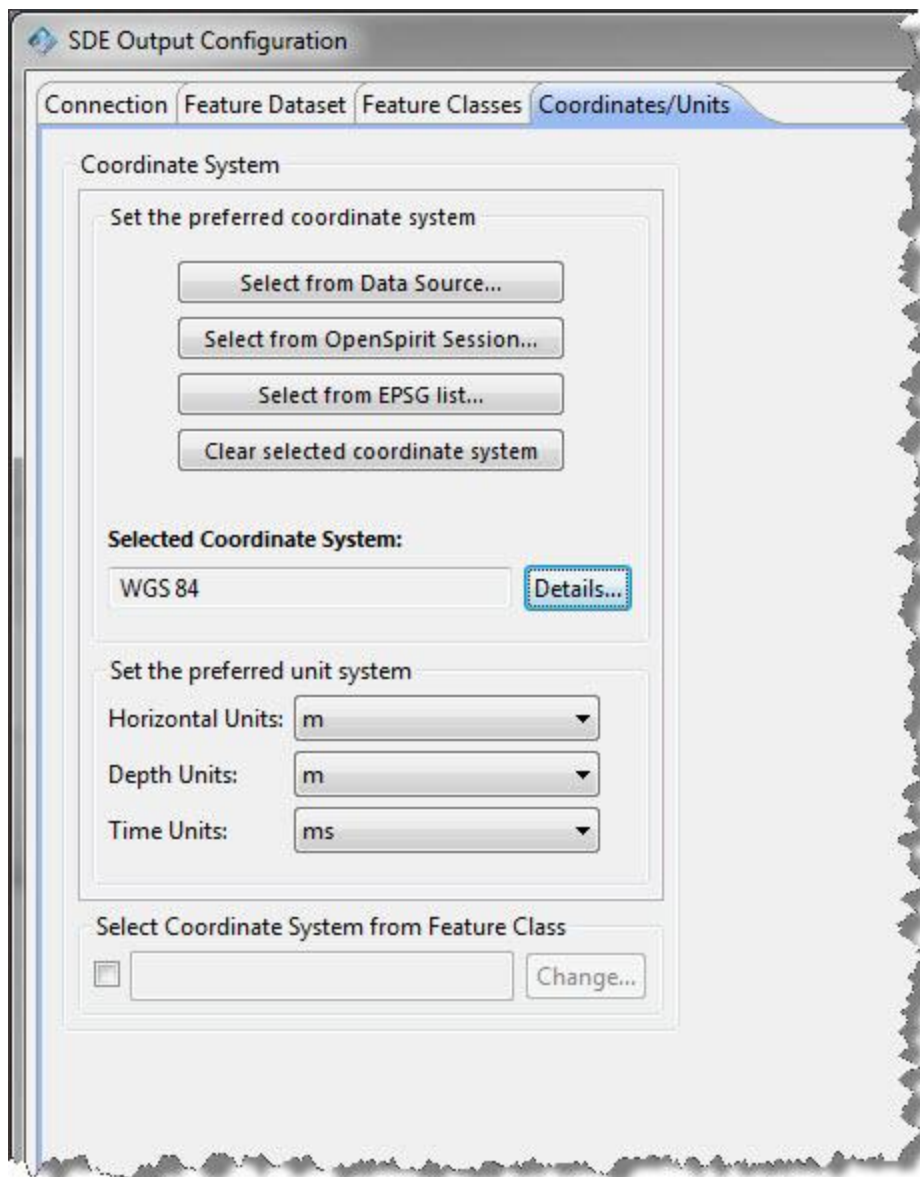 SDE Output Configuration
Connection Feature Dataset Feature Classes Coordinates/Units
Coordinate System
Set the preferred coordinate system
Select from Data Source...
Select from OpenSpirit Session...
Select from EPSG list...
Clear selected coordinate system
Selected Coordinate System:
WGS 84 Details...
Set the preferred unit system
Horizontal Units: m
Depth Units: m
Time Units: ms
Select Coordinate System from Feature Class
Change...